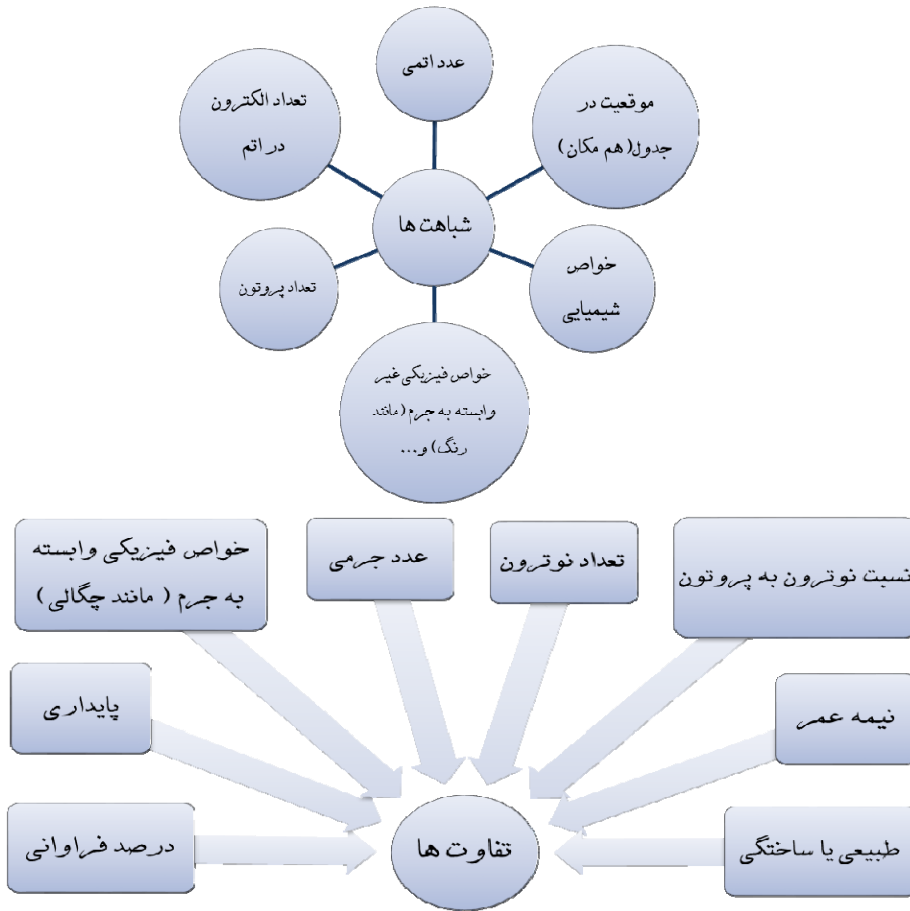 عدد اتمی
موقعیت در
جدول(هم مکان)
تعداد الکترون
در اتم
شباهت ها
خواص
شیمیایی
تعداد پروتون
خواص فیزیکی غیر
وابسته به جرم(مانند
رنگ) و...
نسبت نوترون به پروتون
تعداد نوترون
عدد جرمی
خواص فیزیکی وابسته
به جرم ( مانند چگالی)
نیمه عمر
پایداری
طبیعی یا ساختگی
تفاوت ها
درصد فراوانی